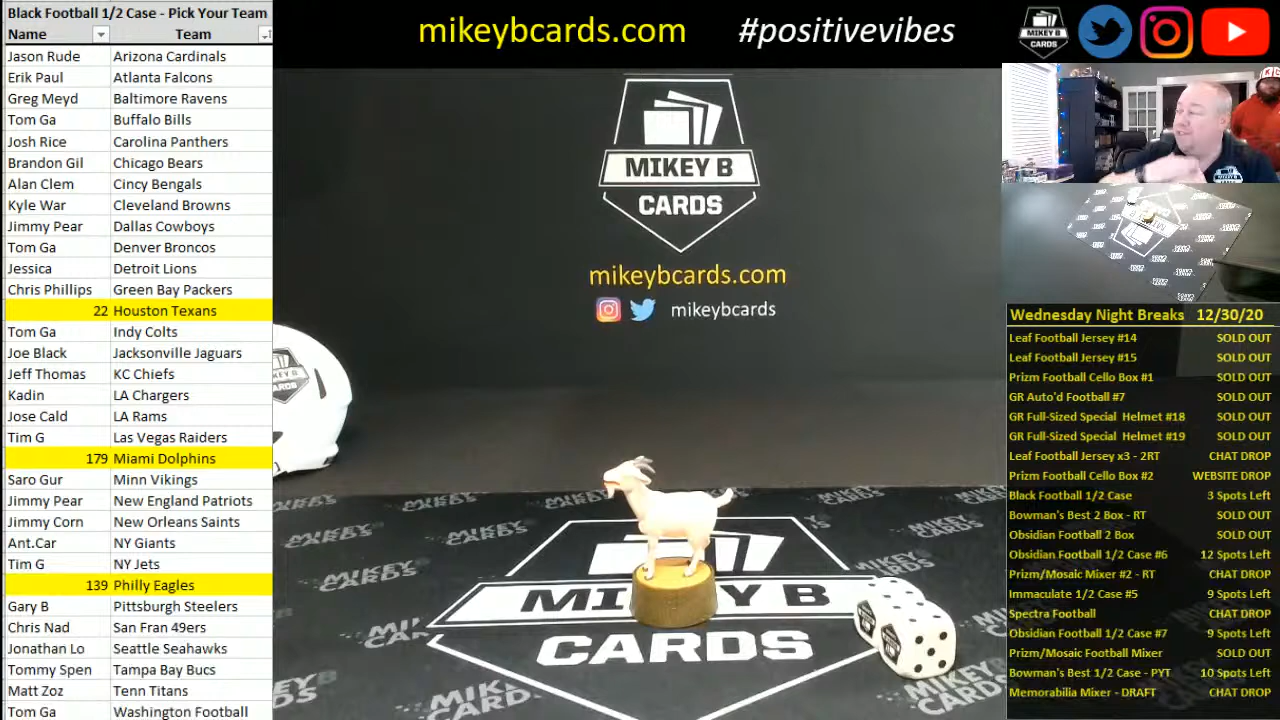 Black Football 1/2 Case - Pick Your Team
Name Team
Jason Rude Arizona Cardinals
Erik Paul Atlanta Falcons
Greg Meyd Baltimore Ravens
Tom Ga Buffalo Bills
Josh Rice Carolina Panthers
Brandon Gil Chicago Bears
Alan Clem Cincy Bengals
Kyle War Cleveland Browns
Jimmy Pear Dallas Cowboys
Tom Ga Denver Broncos
Jessica Detroit Lions
Chris Phillips Green Bay Packers
22 Houston Texans
Tom Ga Indy Colts
Joe Black Jacksonville Jaguars
Jeff Thomas KC Chiefs
Kadin LA Chargers
Jose Cald LA Rams
Tim G Las Vegas Raiders
179 Miami Dolphins
Saro Gur Minn Vikings
Jimmy Pear New England Patriots
Jimmy Corn New Orleans Saints
Ant.Car NY Giants
Tim G NY Jets
139 Philly Eagles
Gary B Pittsburgh Steelers
Chris Nad San Fran 49ers
Jonathan Lo Seattle Seahawks
Tommy Spen Tampa Bay Bucs
Matt Zoz Tenn Titans
Tom Ga Washington Football
mikeybcards.com #positivevibes
MIKEY B
CARDS
MIKEY B
CARDS
mikeybcards.com
mikeybcards
MIKEY B
CARDS
Wednesday Night Breaks 12/30/20
Leaf Football Jersey #14 SOLD OUT
Leaf Football Jersey #15 SOLD OUT
Prizm Football Cello Box #1 SOLD OUT
GR Auto'd Football #7 SOLD OUT
GR Full-Sized Special Helmet #18 SOLD OUT
GR Full-Sized Special Helmet #19 SOLD OUT
Leaf Football Jersey x3 - 2RT CHAT DROP
Prizm Football Cello Box #2 WEBSITE DROP
Black Football 1/2 Case 3 Spots Left
Bowman's Best 2 Box - RT SOLD OUT
Obsidian Football 2 Box SOLD OUT
Obsidian Football 1/2 Case #6 12 Spots Left
Prizm/Mosaic Mixer #2 - RT CHAT DROP
Immaculate 1/2 Case #5 9 Spots Left
Spectra Football CHAT DROP
Obsidian Football 1/2 Case #7 9 Spots Left
Prizm/Mosaic Football Mixer SOLD OUT
Bowman's Best 1/2 Case - PYT 10 Spots Left
Memorabilia Mixer - DRAFT CHAT DROP